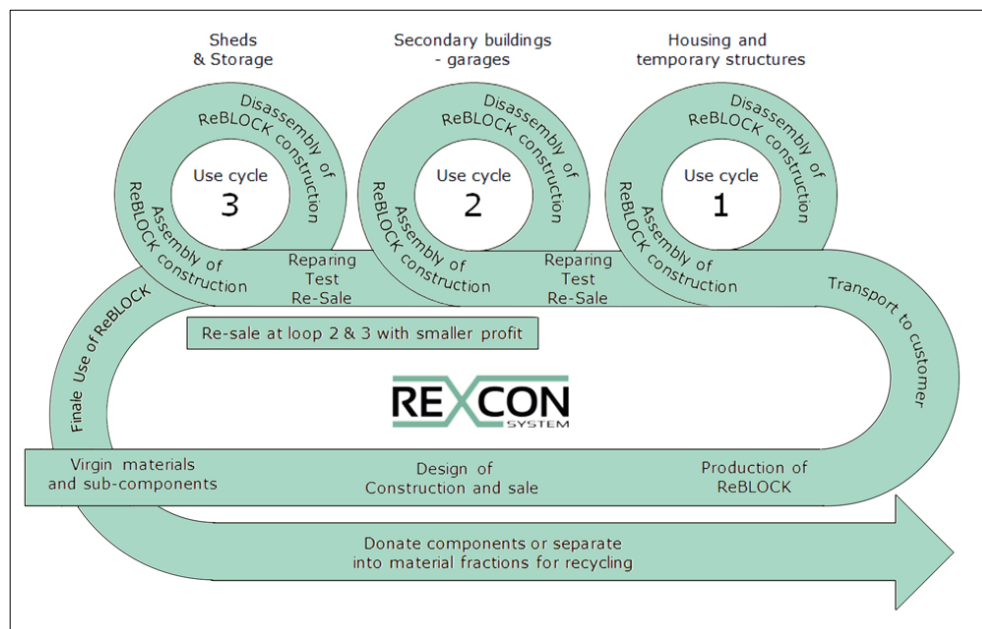 Sheds
& Storage
Secondary buildings
- garages
Housing and
temporary structures
Disassembly of
ReBLOCK construction
Use cycle
3
Assembly of
ReBLOCK construction
Disassembly of
ReBLOCK construction
Use cycle
2
Assembly of
ReBLOCK construction
Disassembly of
ReBLOCK construction
Use cycle
1
Assembly of
ReBLOCK construction
Reparing
Test
Re-Sale
Reparing
Test
Re-Sale
Transport to customer
Finale Use of ReBLOCK
Re-sale at loop 2 & 3 with smaller profit
REXCON
SYSTEM
Virgin materials
and sub-components
Design of
Construction and sale
Production of
ReBLOCK
Donate components or separate
into material fractions for recycling